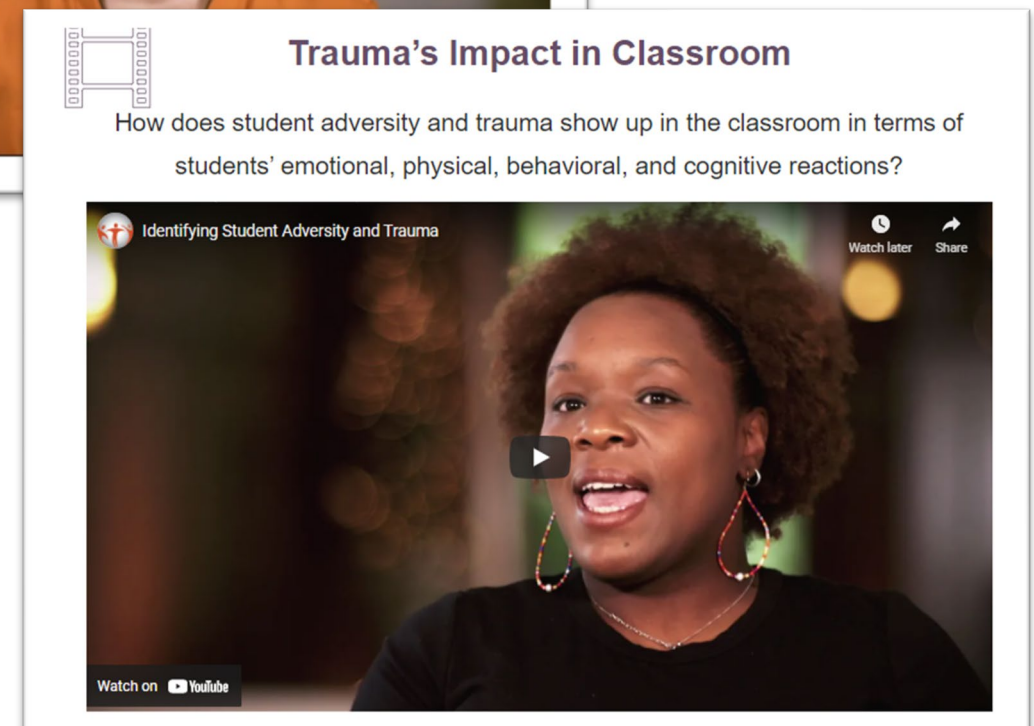 Trauma’s Impact in Classroom
How does student adversity and trauma show up in the classroom in terms of
students’ emotional, physical, behavioral, and cognitive reactions?
Identifying Student Adversity and Trauma
Watch later
Share
Watch on YouTube